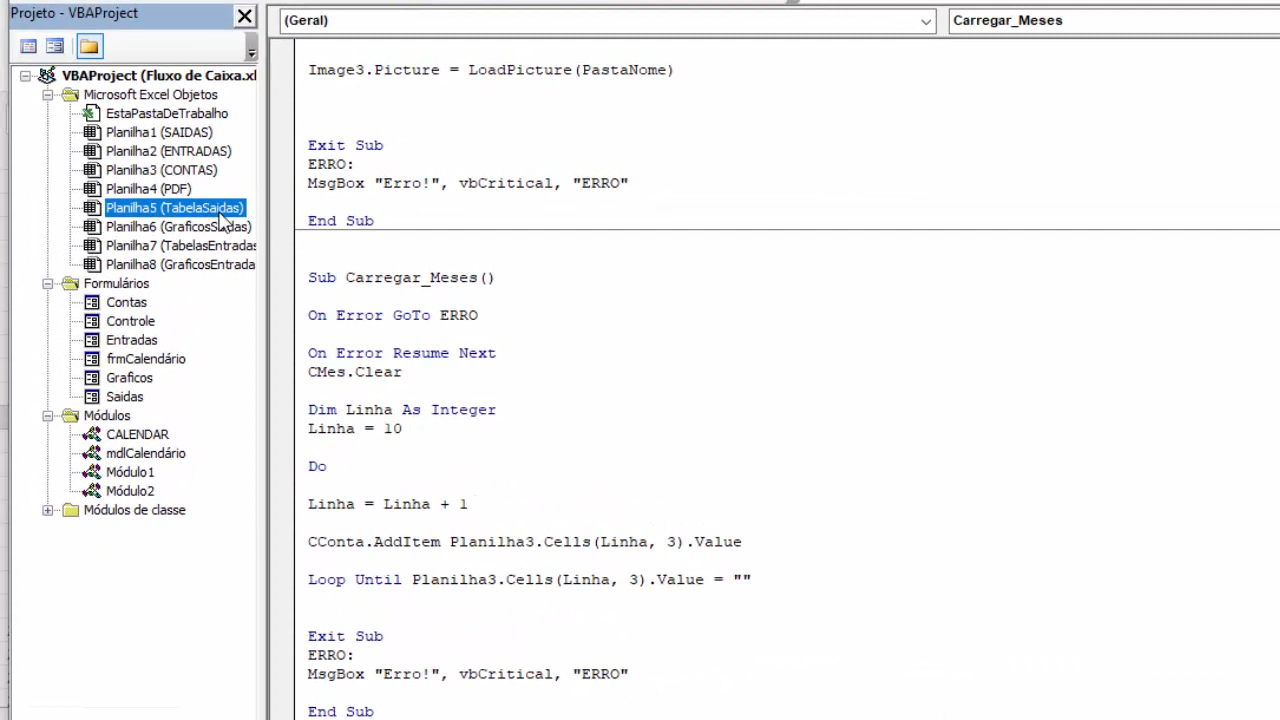 Projeto - VBAProject
(Geral)
Carregar_Meses
VBAProject (Fluxo de Caixa.xl
Microsoft Excel Objetos
EstaPastaDeTrabalho
Planilha1 (SAIDAS)
Planilha2 (ENTRADAS)
Planilha3 (CONTAS)
Planilha4 (PDF)
Planilha5 (TabelaSaidas)
Planilha6 (GraficosSaidas)
Planilha7 (TabelasEntradas
Planilha8 (GraficosEntrada
Formulários
Contas
Controle
Entradas
frmCalendário
Graficos
Saidas
Módulos
CALENDAR
mdlCalendário
Módulo1
Módulo2
Módulos de classe
Image3.Picture = LoadPicture(PastaNome)
Exit Sub
ERRO:
MsgBox "Erro!", vbCritical, "ERRO"
End Sub
Sub Carregar_Meses()
On Error GoTo ERRO
On Error Resume Next
CMes.Clear
Dim Linha As Integer
Linha = 10
Do
Linha = Linha + 1
CConta.AddItem Planilha3.Cells(Linha, 3).Value
Loop Until Planilha3.Cells(Linha, 3).Value = ""
Exit Sub
ERRO:
MsgBox "Erro!", vbCritical, "ERRO"
End Sub